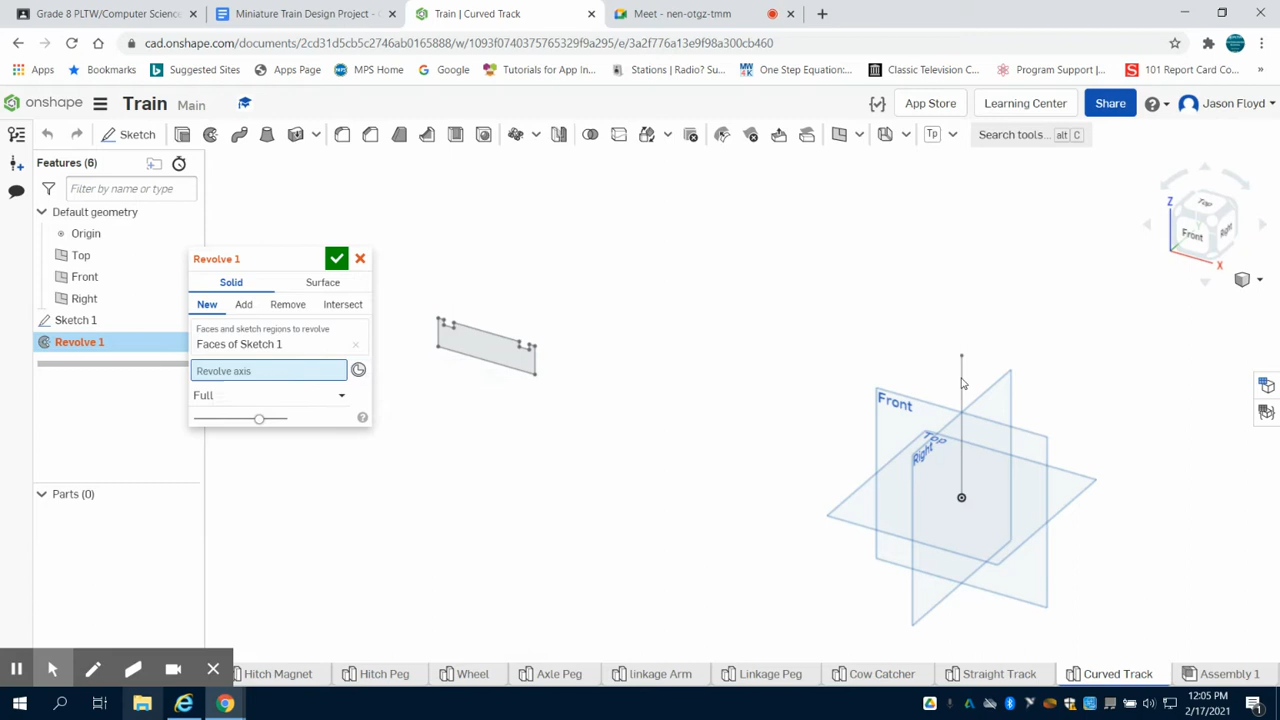 Grade 8 PLTW/Computer Science
Miniature Train Design Project -
Train | Curved Track
Meet - nen-otgz-tmm
cad.onshape.com/documents/2cd31d5cb5c2746ab0165888/w/1093f0740375765329f9a295/e/3a2f776a13e9f98a300cb460
Apps
Bookmarks
Suggested Sites
Apps Page
MPS Home
Google
Tutorials for App In...
Stations | Radio? Su...
One Step Equation:...
Classic Television C...
Program Support |...
101 Report Card Co...
»
onshape
Train Main
App Store
Learning Center
Share
Jason Floyd
Sketch
Tp
Search tools... alt C
Features (6)
Filter by name or type
Default geometry
Origin
Top
Front
Right
Sketch 1
Revolve 1
Parts (0)
Revolve 1
Solid Surface
New Add Remove Intersect
Faces and sketch regions to revolve
Faces of Sketch 1
Revolve axis
Full
Front
Top
Right
Z
Top
Front
Right
X
Hitch Magnet
Hitch Peg
Wheel
Axle Peg
linkage Arm
Linkage Peg
Cow Catcher
Straight Track
Curved Track
Assembly 1
12:05 PM
2/17/2021